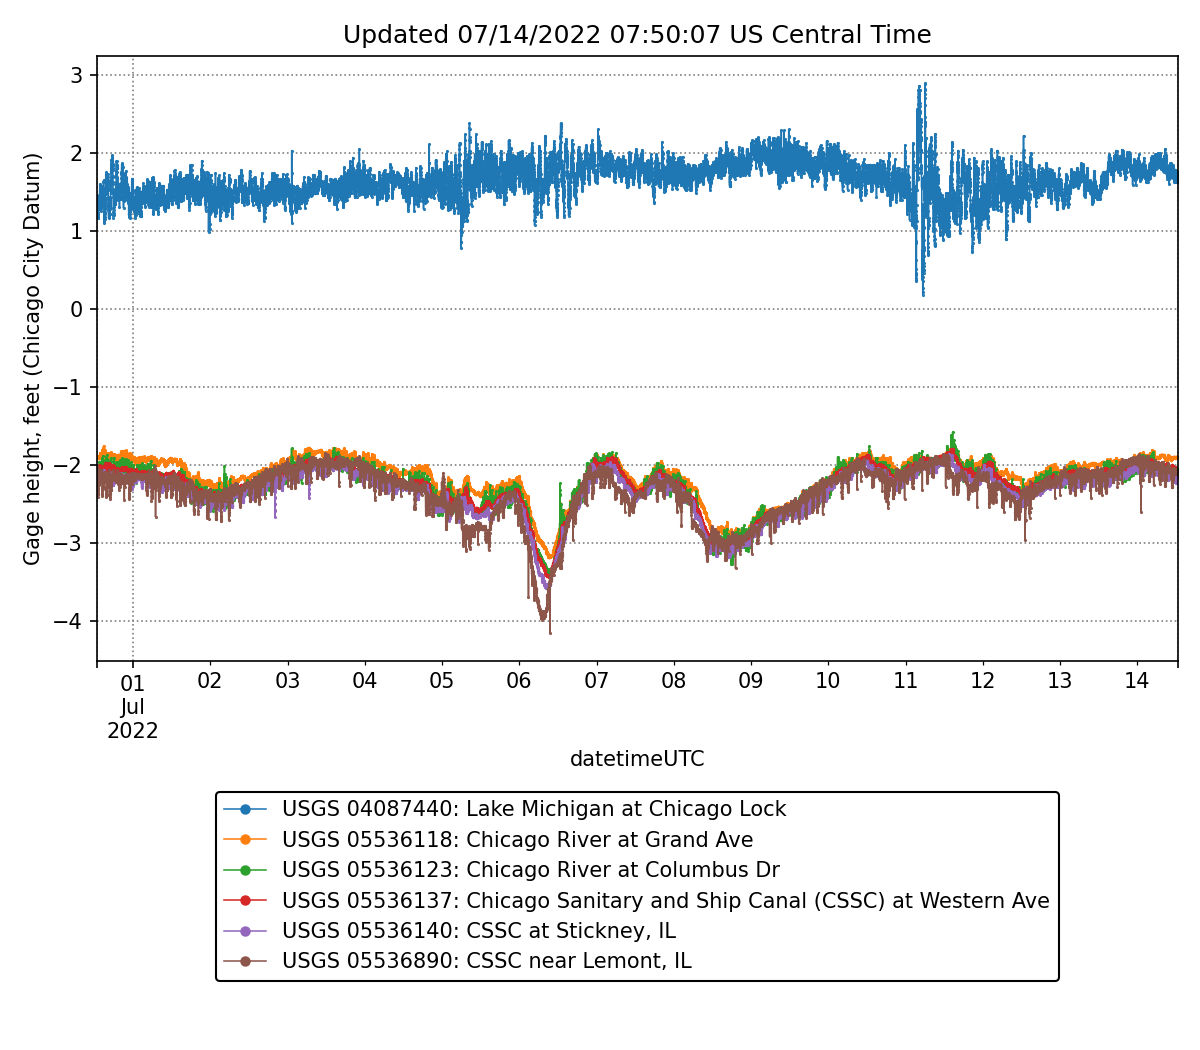 Updated 07/14/2022 07:50:07 US Central Time
Gage height, feet (Chicago City Datum)
3
2
1
0
−1
−2
−3
−4
01 02 03 04 05 06 07 08 09 10 11 12 13 14
Jul
2022
datetimeUTC
USGS 04087440: Lake Michigan at Chicago Lock
USGS 05536118: Chicago River at Grand Ave
USGS 05536123: Chicago River at Columbus Dr
USGS 05536137: Chicago Sanitary and Ship Canal (CSSC) at Western Ave
USGS 05536140: CSSC at Stickney, IL
USGS 05536890: CSSC near Lemont, IL